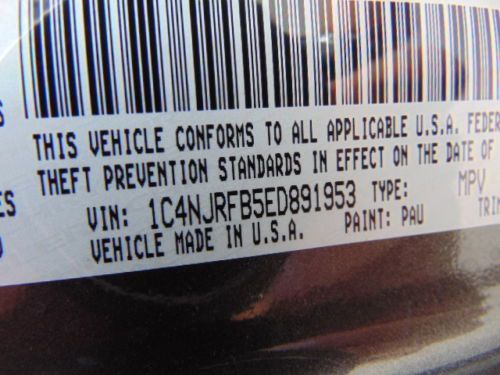 THIS VEHICLE CONFORMS TO ALL APPLICABLE U.S.A. FEDER
THEFT PREVENTION STANDARDS IN EFFECT ON THE DATE OF
VIN: 1C4NJRFB5ED891953 TYPE: MPV
VEHICLE MADE IN U.S.A. PAINT: PAU TRIM